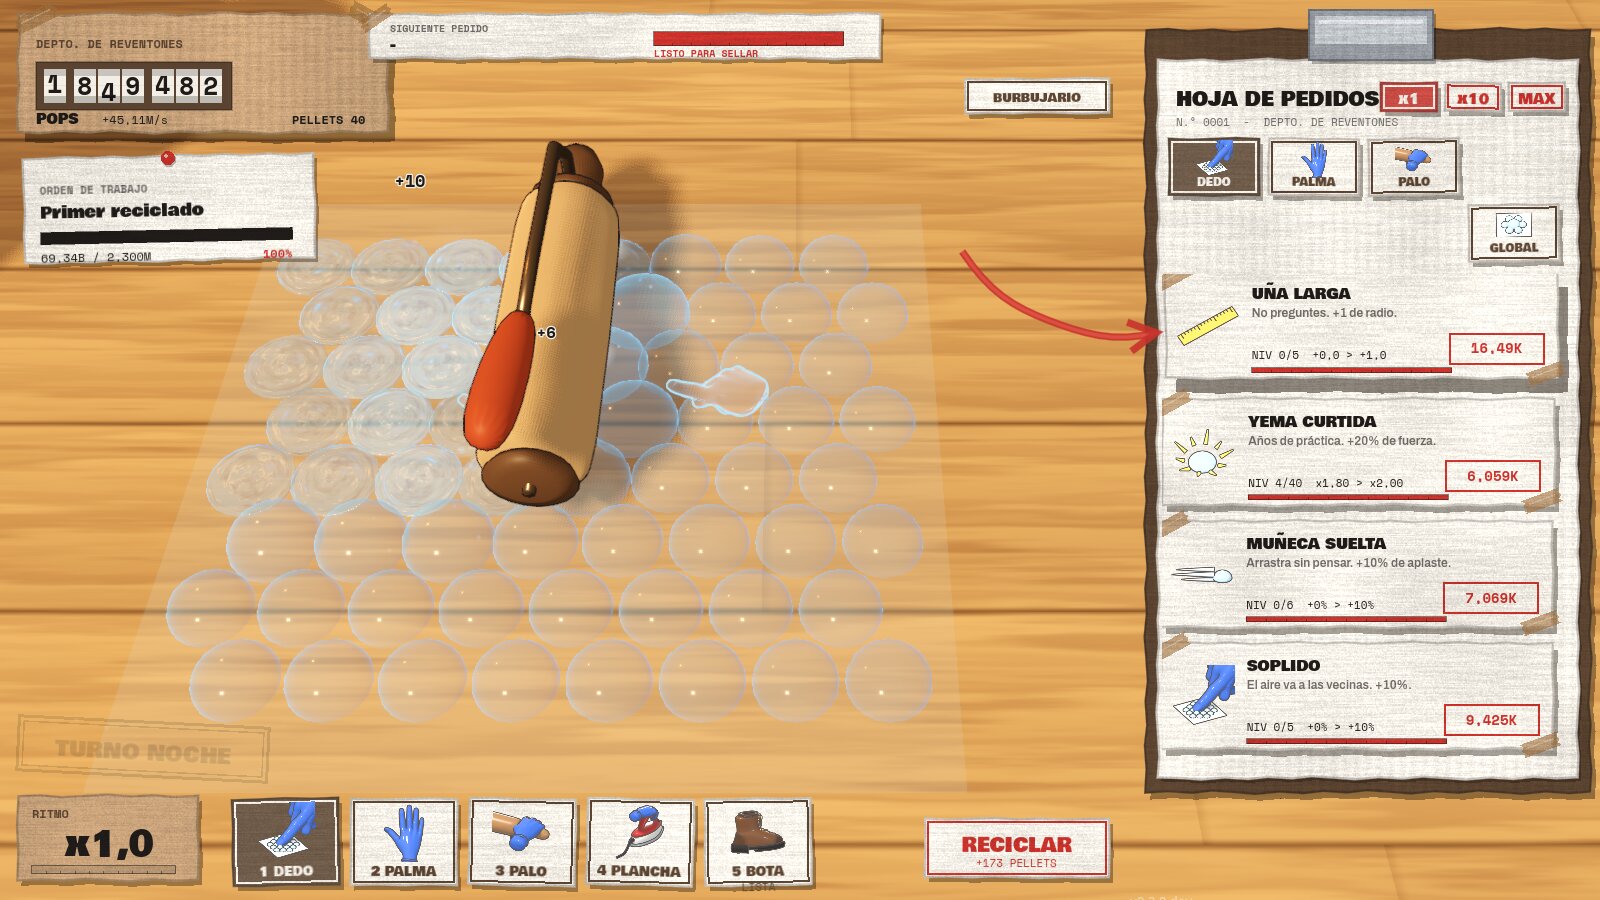 DEPTO. DE REVENTONES
1 849 482
POPS +45,11M/s PELLETS 40
SIGUIENTE PEDIDO
-
LISTO PARA SELLAR
BURBUJARIO
ORDEN DE TRABAJO
Primer reciclado
69,34B / 2,300M 100%
+10
+6
HOJA DE PEDIDOS
x1 x10 MAX
N.° 0001 - DEPTO. DE REVENTONES
DEDO PALMA PALO
GLOBAL
UÑA LARGA
No preguntes. +1 de radio.
NIV 0/5 +0,0 > +1,0
16,49K
YEMA CURTIDA
Años de práctica. +20% de fuerza.
NIV 4/40 x1,80 > x2,00
6,059K
MUÑECA SUELTA
Arrastra sin pensar. +10% de aplaste.
NIV 0/6 +0% > +10%
7,069K
SOPLIDO
El aire va a las vecinas. +10%.
NIV 0/5 +0% > +10%
9,425K
TURNO NOCHE
RITMO
x1,0
1 DEDO
2 PALMA
3 PALO
4 PLANCHA
5 BOTA
LISTA
RECICLAR
+173 PELLETS